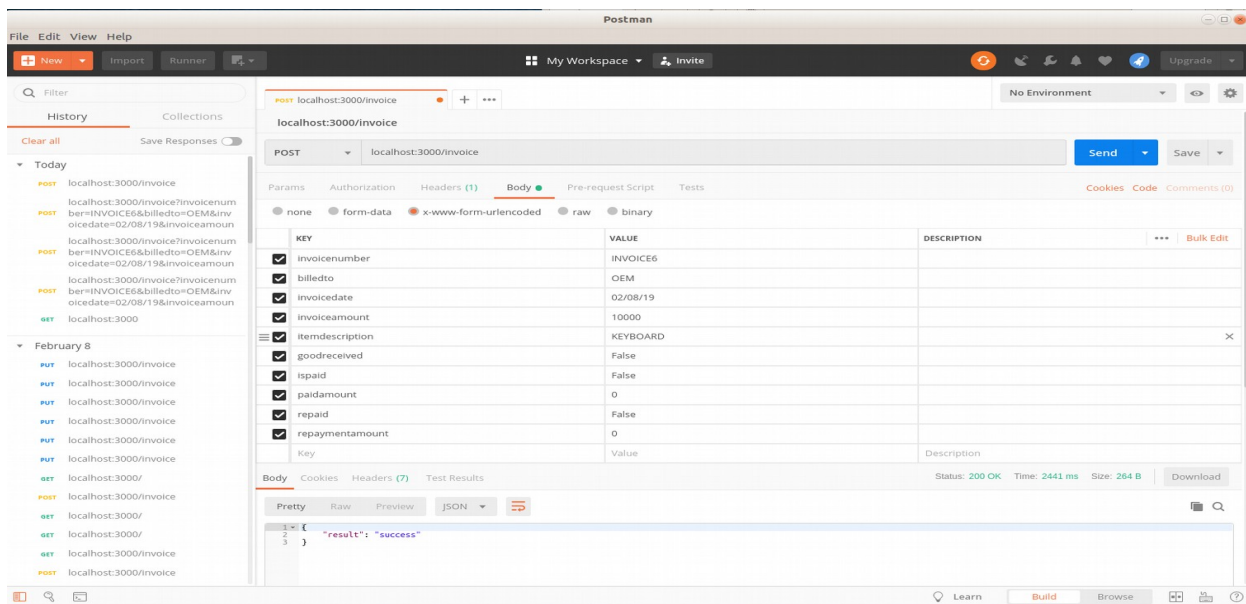 Postman
File Edit View Help
New Import Runner My Workspace Invite Upgrade
Filter
History Collections
Clear all Save Responses
Today
POST localhost:3000/invoice
POST localhost:3000/invoice?invoicenum
ber=INVOICE6&billedto=OEM&inv
oicedate=02/08/19&invoiceamoun
POST localhost:3000/invoice?invoicenum
ber=INVOICE6&billedto=OEM&inv
oicedate=02/08/19&invoiceamoun
POST localhost:3000/invoice?invoicenum
ber=INVOICE6&billedto=OEM&inv
oicedate=02/08/19&invoiceamoun
GET localhost:3000
February 8
PUT localhost:3000/invoice
PUT localhost:3000/invoice
PUT localhost:3000/invoice
PUT localhost:3000/invoice
PUT localhost:3000/invoice
PUT localhost:3000/invoice
GET localhost:3000/
POST localhost:3000/invoice
GET localhost:3000/
GET localhost:3000/
GET localhost:3000/invoice
POST localhost:3000/invoice
POST localhost:3000/invoice No Environment
localhost:3000/invoice
POST localhost:3000/invoice Send Save
Params Authorization Headers (1) Body Pre-request Script Tests Cookies Code Comments (0)
none form-data x-www-form-urlencoded raw binary
KEY VALUE DESCRIPTION Bulk Edit
invoicenumber INVOICE6
billedto OEM
invoicedate 02/08/19
invoiceamount 10000
itemdescription KEYBOARD
goodreceived False
ispaid False
paidamount 0
repaid False
repaymentamount 0
Key Value Description
Body Cookies Headers (7) Test Results Status: 200 OK Time: 2441 ms Size: 264 B Download
Pretty Raw Preview JSON
1 {
2 "result": "success"
3 }
Learn Build Browse